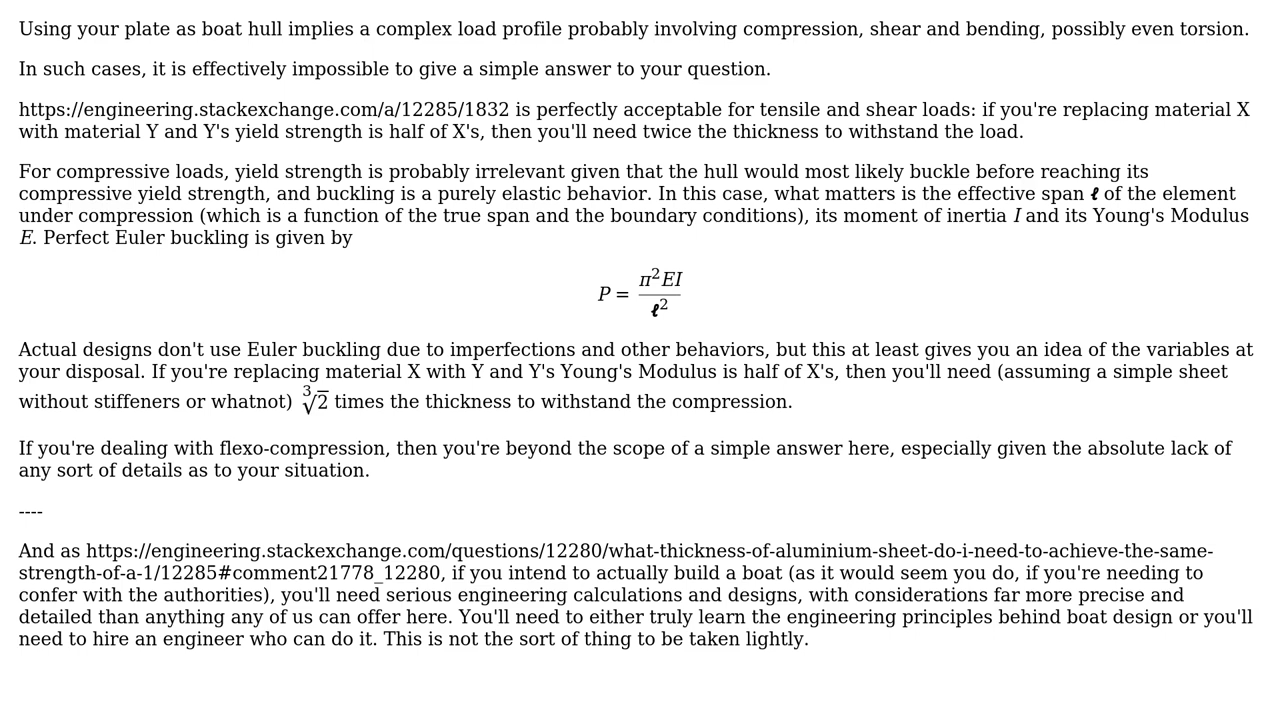 Using your plate as boat hull implies a complex load profile probably involving compression, shear and bending, possibly even torsion.
In such cases, it is effectively impossible to give a simple answer to your question.
https://engineering.stackexchange.com/a/12285/1832 is perfectly acceptable for tensile and shear loads: if you're replacing material X
with material Y and Y's yield strength is half of X's, then you'll need twice the thickness to withstand the load.
For compressive loads, yield strength is probably irrelevant given that the hull would most likely buckle before reaching its
compressive yield strength, and buckling is a purely elastic behavior. In this case, what matters is the effective span ℓ of the element
under compression (which is a function of the true span and the boundary conditions), its moment of inertia I and its Young's Modulus
E. Perfect Euler buckling is given by
P = π²EI / ℓ²
Actual designs don't use Euler buckling due to imperfections and other behaviors, but this at least gives you an idea of the variables at
your disposal. If you're replacing material X with Y and Y's Young's Modulus is half of X's, then you'll need (assuming a simple sheet
without stiffeners or whatnot) ∛2 times the thickness to withstand the compression.
If you're dealing with flexo-compression, then you're beyond the scope of a simple answer here, especially given the absolute lack of
any sort of details as to your situation.
----
And as https://engineering.stackexchange.com/questions/12280/what-thickness-of-aluminium-sheet-do-i-need-to-achieve-the-same-
strength-of-a-1/12285#comment21778_12280, if you intend to actually build a boat (as it would seem you do, if you're needing to
confer with the authorities), you'll need serious engineering calculations and designs, with considerations far more precise and
detailed than anything any of us can offer here. You'll need to either truly learn the engineering principles behind boat design or you'll
need to hire an engineer who can do it. This is not the sort of thing to be taken lightly.